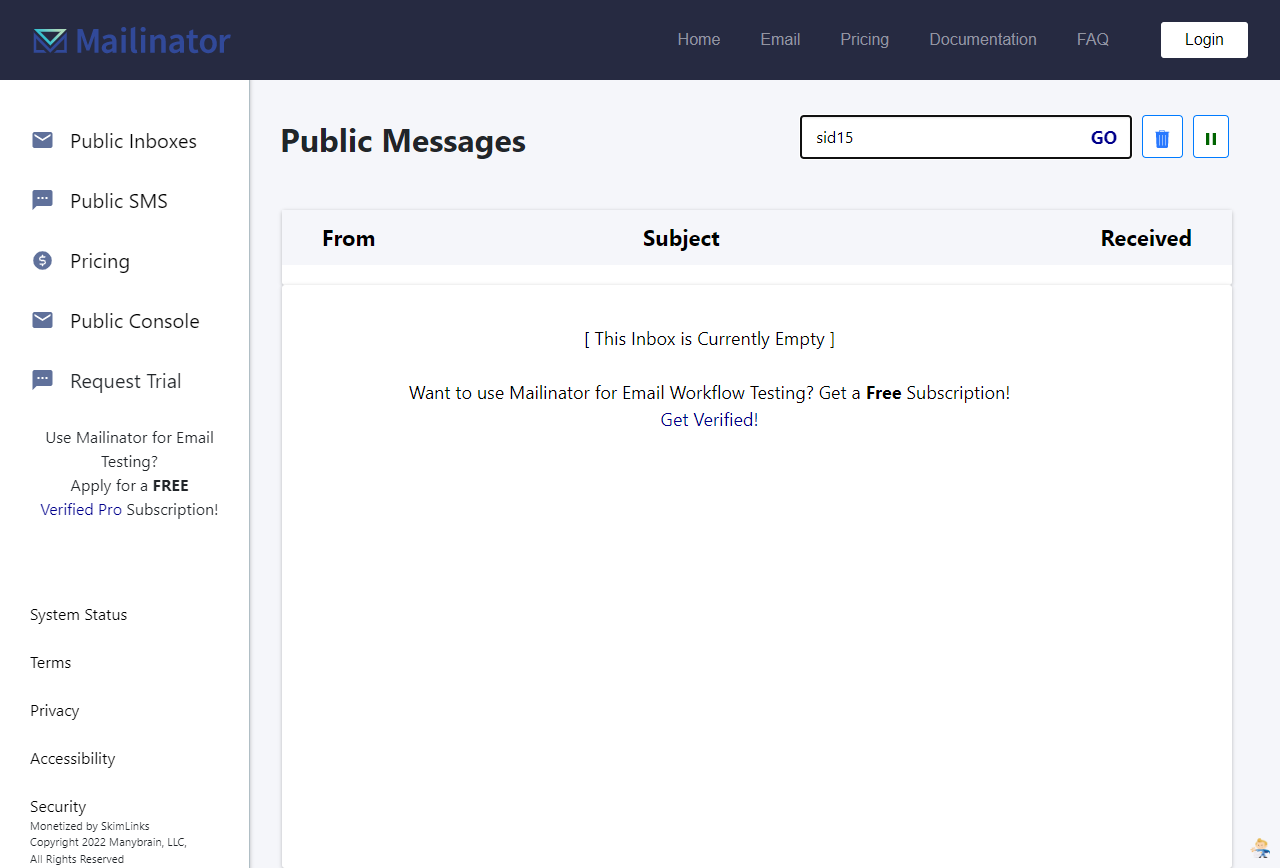 Mailinator
Home
Email
Pricing
Documentation
FAQ
Login
Public Inboxes
Public SMS
Pricing
Public Console
Request Trial
Use Mailinator for Email
Testing?
Apply for a FREE
Verified Pro Subscription!
System Status
Terms
Privacy
Accessibility
Security
Monetized by SkimLinks
Copyright 2022 Manybrain, LLC,
All Rights Reserved
Public Messages
sid15
GO
From
Subject
Received
[ This Inbox is Currently Empty ]
Want to use Mailinator for Email Workflow Testing? Get a Free Subscription!
Get Verified!